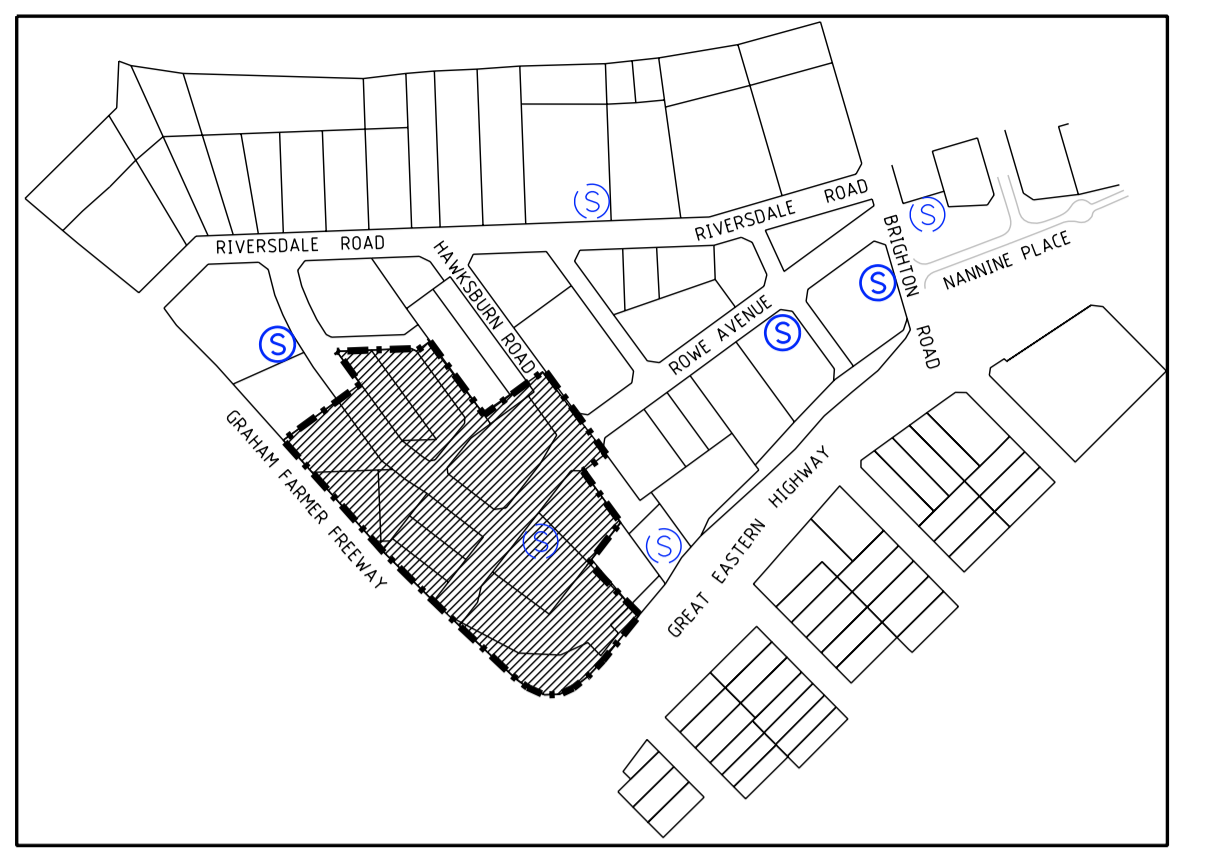 S
RIVERSDALE ROAD
RIVERSDALE ROAD
S
BRIGHTON ROAD
NANNINE PLACE
HAWKSBURN ROAD
S
S
ROWE AVENUE
S
GRAHAM FARMER FREEWAY
S
S
GREAT EASTERN HIGHWAY